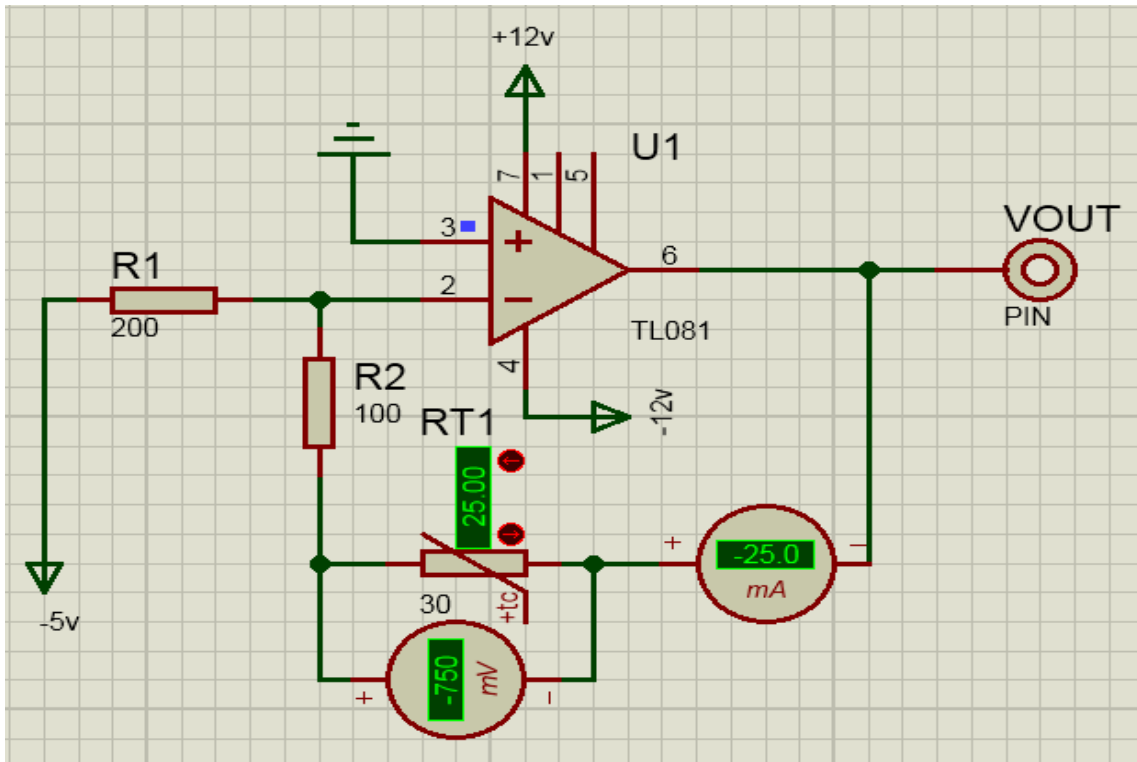 +12v
U1
7
1
5
3
+
6
VOUT
R1
2
−
200
TL081
PIN
4
R2
100
RT1
-12v
25.00
+
-25.0
−
mA
-5v
30
+tc
+
-750
mV
−